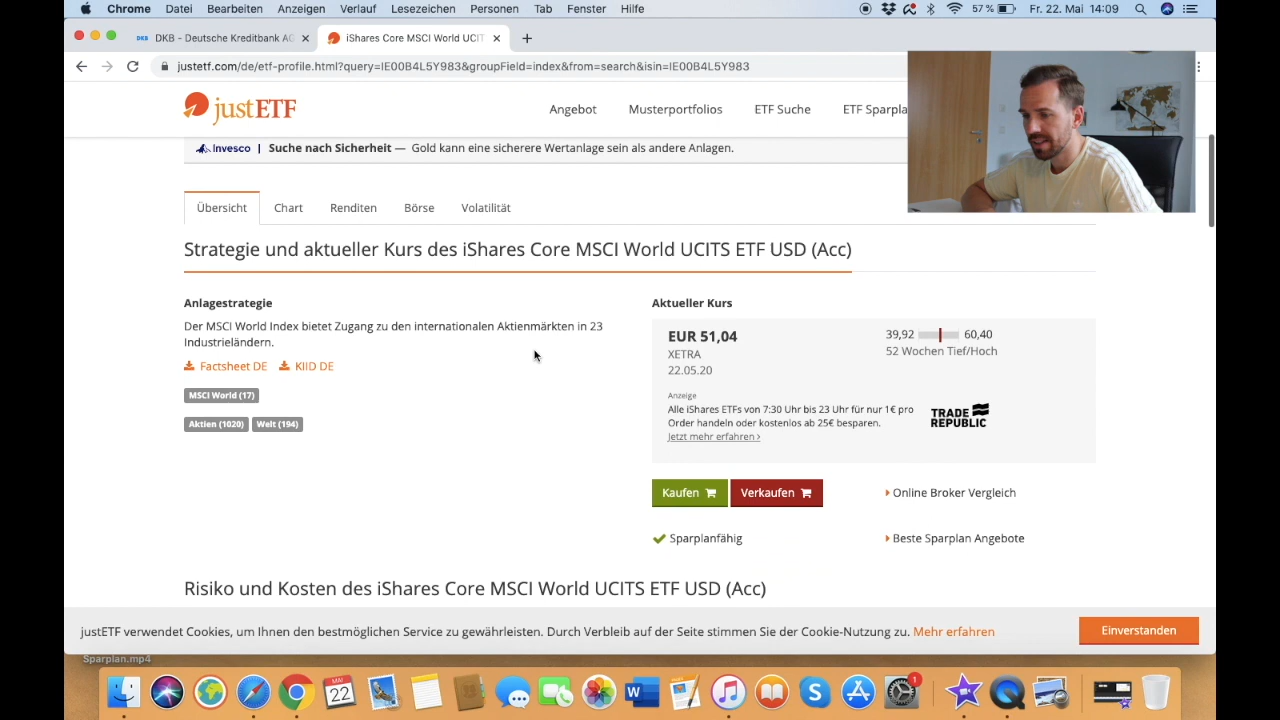 Chrome Datei Bearbeiten Anzeigen Verlauf Lesezeichen Personen Tab Fenster Hilfe 57 % Fr. 22. Mai 14:09
DKB DKB - Deutsche Kreditbank AG iShares Core MSCI World UCIT
justetf.com/de/etf-profile.html?query=IE00B4L5Y983&groupField=index&from=search&isin=IE00B4L5Y983
justETF Angebot Musterportfolios ETF Suche ETF Sparpla
Invesco | Suche nach Sicherheit — Gold kann eine sicherere Wertanlage sein als andere Anlagen.
Übersicht Chart Renditen Börse Volatilität
Strategie und aktueller Kurs des iShares Core MSCI World UCITS ETF USD (Acc)
Anlagestrategie
Der MSCI World Index bietet Zugang zu den internationalen Aktienmärkten in 23
Industrieländern.
Factsheet DE KIID DE
MSCI World (17)
Aktien (1020) Welt (194)
Aktueller Kurs
EUR 51,04
XETRA
22.05.20
39,92 60,40
52 Wochen Tief/Hoch
Anzeige
Alle iShares ETFs von 7:30 Uhr bis 23 Uhr für nur 1€ pro
Order handeln oder kostenlos ab 25€ besparen.
Jetzt mehr erfahren ›
TRADE
REPUBLIC
Kaufen Verkaufen Online Broker Vergleich
Sparplanfähig Beste Sparplan Angebote
Risiko und Kosten des iShares Core MSCI World UCITS ETF USD (Acc)
justETF verwendet Cookies, um Ihnen den bestmöglichen Service zu gewährleisten. Durch Verbleib auf der Seite stimmen Sie der Cookie-Nutzung zu. Mehr erfahren Einverstanden
Sparplan.mp4
MAI
22
1